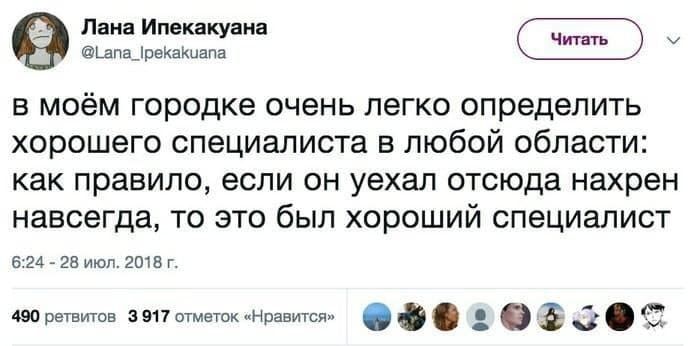 Лана Ипекакуана
@Lana_Ipekakuana
Читать
в моём городке очень легко определить
хорошего специалиста в любой области:
как правило, если он уехал отсюда нахрен
навсегда, то это был хороший специалист
6:24 - 28 июл. 2018 г.
490 ретвитов 3 917 отметок «Нравится»